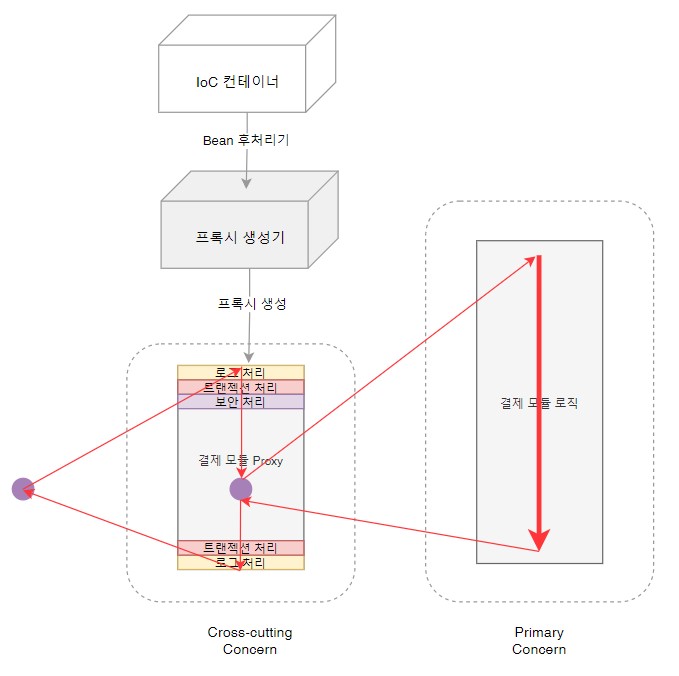 IoC 컨테이너
Bean 후처리기
프록시 생성기
프록시 생성
로그 처리
트랜젝션 처리
보안 처리
결제 모듈 Proxy
트랜젝션 처리
로그 처리
결제 모듈 로직
Cross-cutting
Concern
Primary
Concern